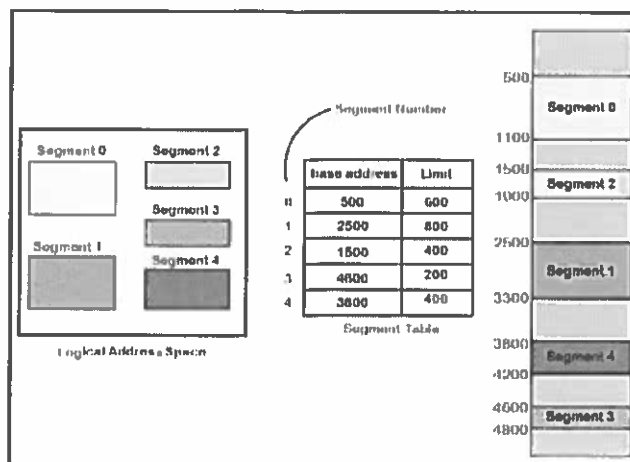 Segment Number
Segment 0
Segment 2
Segment 3
Segment 1
Segment 4
Logical Address Space
base address Limit
0 500 600
1 2500 800
2 1500 400
3 4600 200
4 3800 400
Segment Table
500
Segment 0
1100
1500
Segment 2
1900
2500
Segment 1
3300
3800
Segment 4
4200
4600
Segment 3
4800